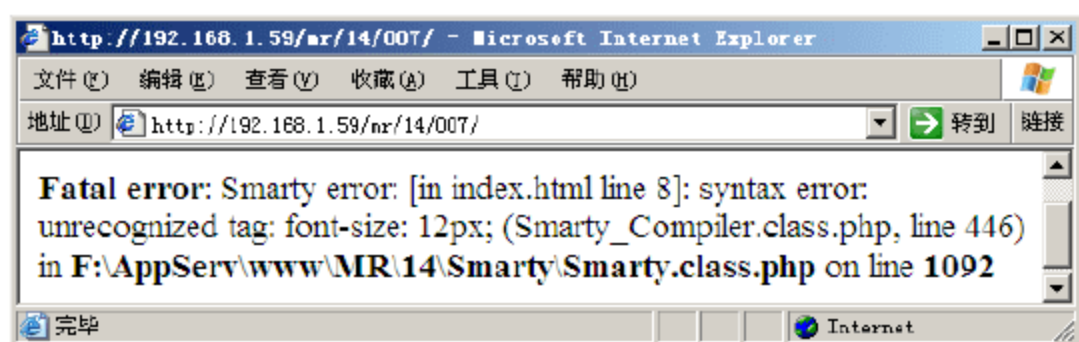 http://192.168.1.59/mr/14/007/ - Microsoft Internet Explorer
文件(F) 编辑(E) 查看(V) 收藏(A) 工具(T) 帮助(H)
地址(D) http://192.168.1.59/mr/14/007/ 转到 链接
Fatal error: Smarty error: [in index.html line 8]: syntax error:
unrecognized tag: font-size: 12px; (Smarty_Compiler.class.php, line 446)
in F:\AppServ\www\MR\14\Smarty\Smarty.class.php on line 1092
完毕 Internet